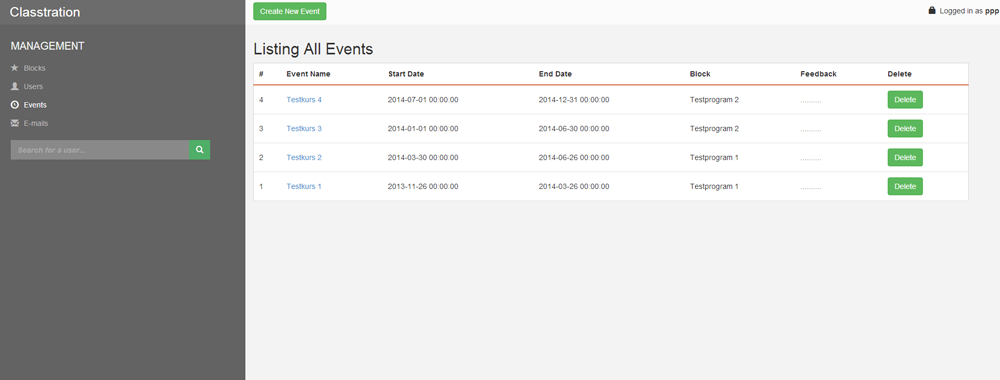 Classtration
Create New Event
Logged in as ppp
MANAGEMENT
Blocks
Users
Events
E-mails
Search for a user...
Listing All Events
# Event Name Start Date End Date Block Feedback Delete
4 Testkurs 4 2014-07-01 00:00:00 2014-12-31 00:00:00 Testprogram 2 .......... Delete
3 Testkurs 3 2014-01-01 00:00:00 2014-06-30 00:00:00 Testprogram 2 .......... Delete
2 Testkurs 2 2014-03-30 00:00:00 2014-06-26 00:00:00 Testprogram 1 .......... Delete
1 Testkurs 1 2013-11-26 00:00:00 2014-03-26 00:00:00 Testprogram 1 .......... Delete